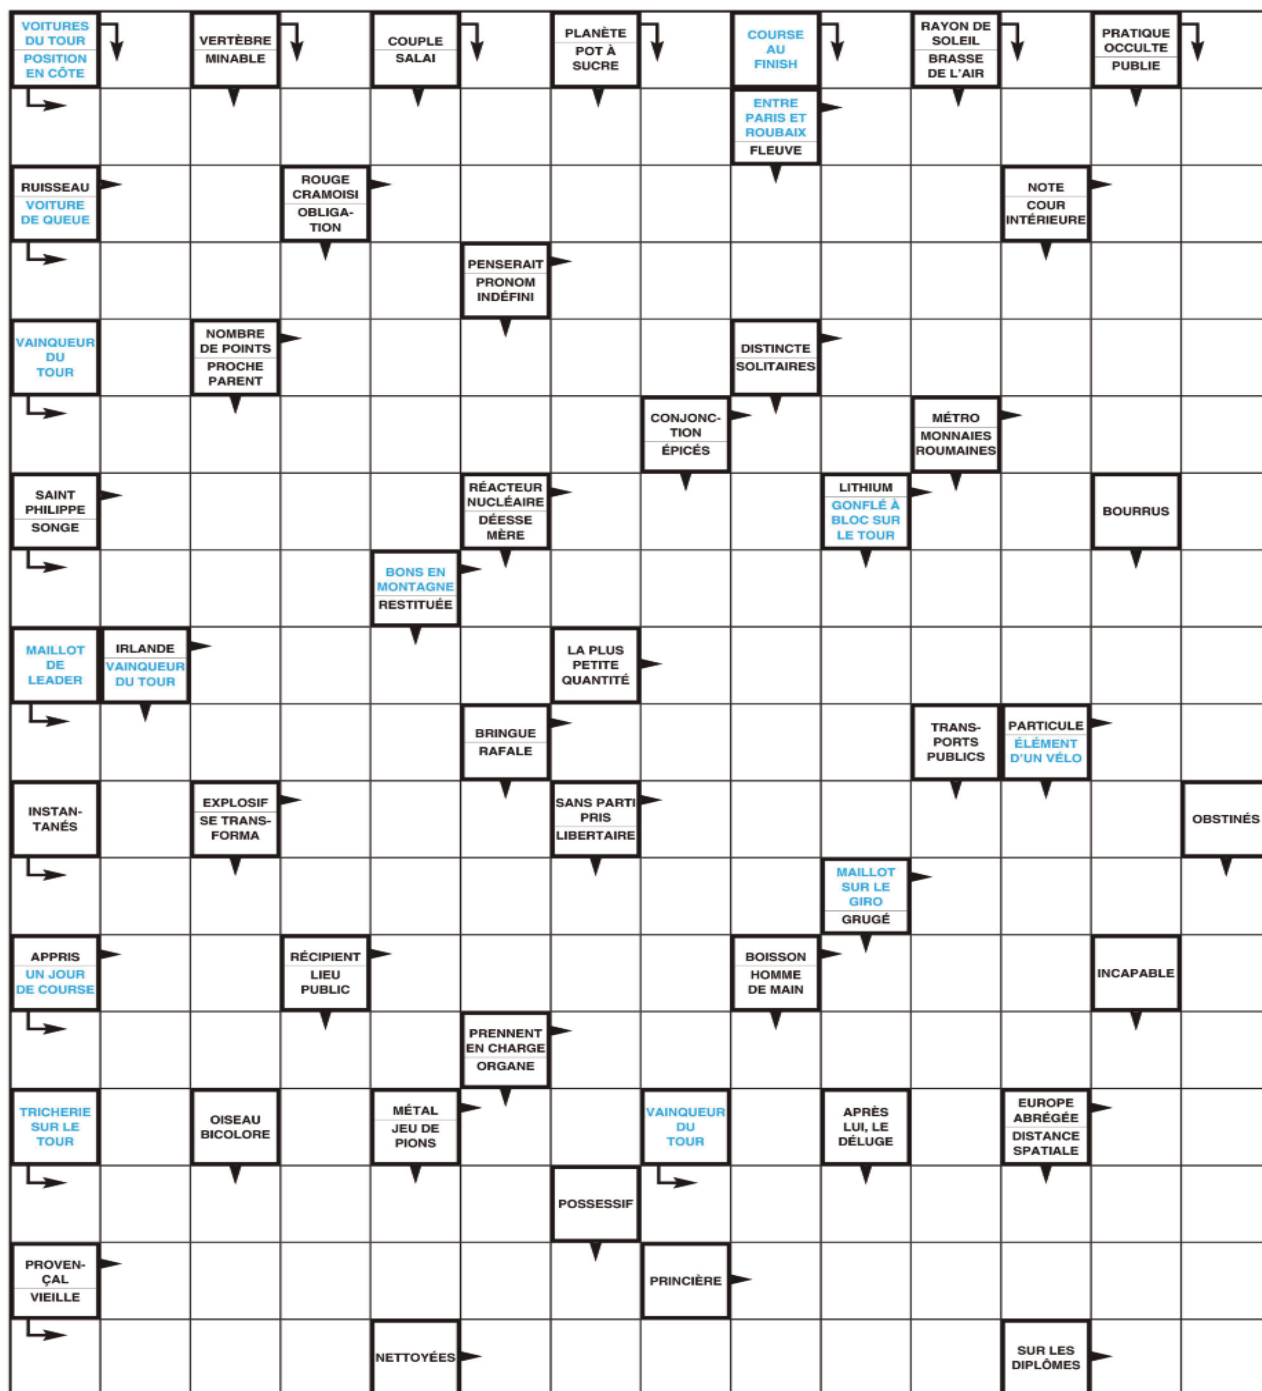 VOITURES
DU TOUR
POSITION
EN CÔTE
VERTÈBRE
MINABLE
COUPLE
SALAI
PLANÈTE
POT À
SUCRE
COURSE
AU
FINISH
RAYON DE
SOLEIL
BRASSE
DE L'AIR
PRATIQUE
OCCULTE
PUBLIE
ENTRE
PARIS ET
ROUBAIX
FLEUVE
RUISSEAU
VOITURE
DE QUEUE
ROUGE
CRAMOISI
OBLIGA-
TION
NOTE
COUR
INTÉRIEURE
PENSERAIT
PRONOM
INDÉFINI
VAINQUEUR
DU
TOUR
NOMBRE
DE POINTS
PROCHE
PARENT
DISTINCTE
SOLITAIRES
CONJONC-
TION
ÉPICÉS
MÉTRO
MONNAIES
ROUMAINES
SAINT
PHILIPPE
SONGE
RÉACTEUR
NUCLÉAIRE
DÉESSE
MÈRE
LITHIUM
GONFLÉ À
BLOC SUR
LE TOUR
BOURRUS
BONS EN
MONTAGNE
RESTITUÉE
MAILLOT
DE
LEADER
IRLANDE
VAINQUEUR
DU TOUR
LA PLUS
PETITE
QUANTITÉ
BRINGUE
RAFALE
TRANS-
PORTS
PUBLICS
PARTICULE
ÉLÉMENT
D'UN VÉLO
INSTAN-
TANÉS
EXPLOSIF
SE TRANS-
FORMA
SANS PARTI
PRIS
LIBERTAIRE
OBSTINÉS
MAILLOT
SUR LE
GIRO
GRUGÉ
APPRIS
UN JOUR
DE COURSE
RÉCIPIENT
LIEU
PUBLIC
BOISSON
HOMME
DE MAIN
INCAPABLE
PRENNENT
EN CHARGE
ORGANE
TRICHERIE
SUR LE
TOUR
OISEAU
BICOLORE
MÉTAL
JEU DE
PIONS
VAINQUEUR
DU
TOUR
APRÈS
LUI, LE
DÉLUGE
EUROPE
ABRÉGÉE
DISTANCE
SPATIALE
POSSESSIF
PROVEN-
ÇAL
VIEILLE
PRINCIÈRE
NETTOYÉES
SUR LES
DIPLÔMES